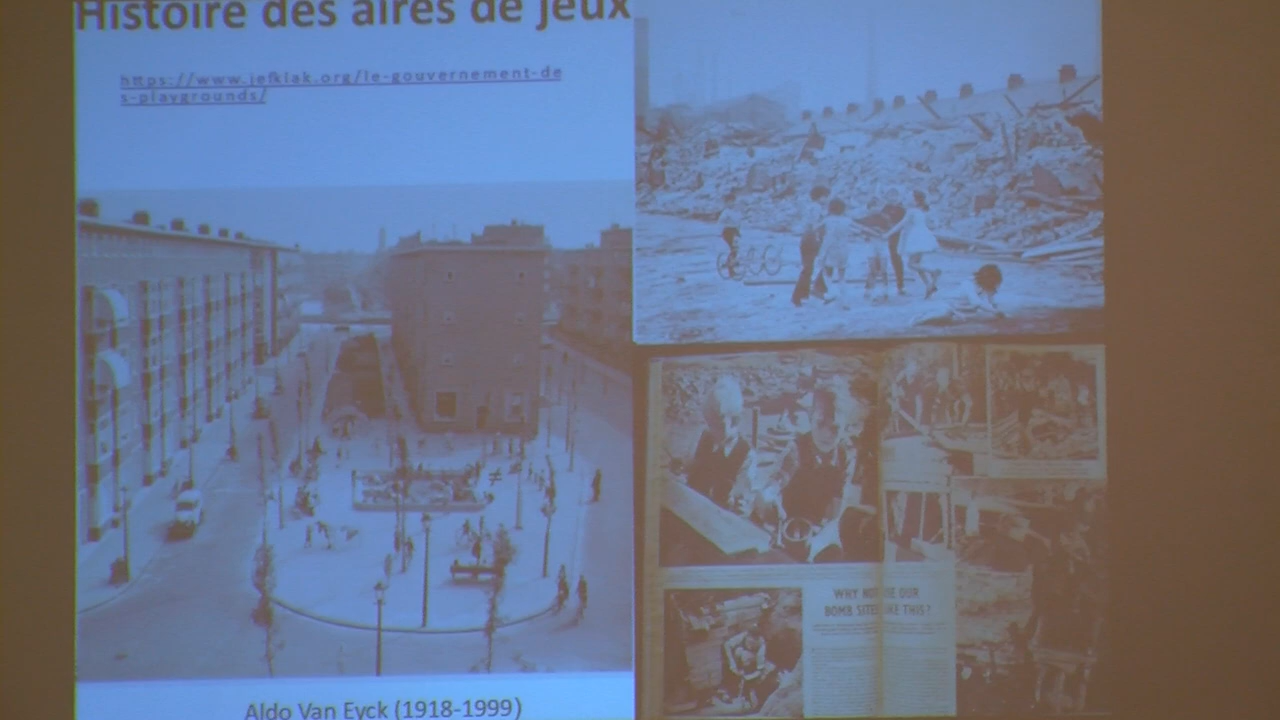 Histoire des aires de jeux
https://www.jefklak.org/le-gouvernement-de
s-playgrounds/
WHY NOT USE OUR
BOMB SITES LIKE THIS?
Aldo Van Eyck (1918-1999)